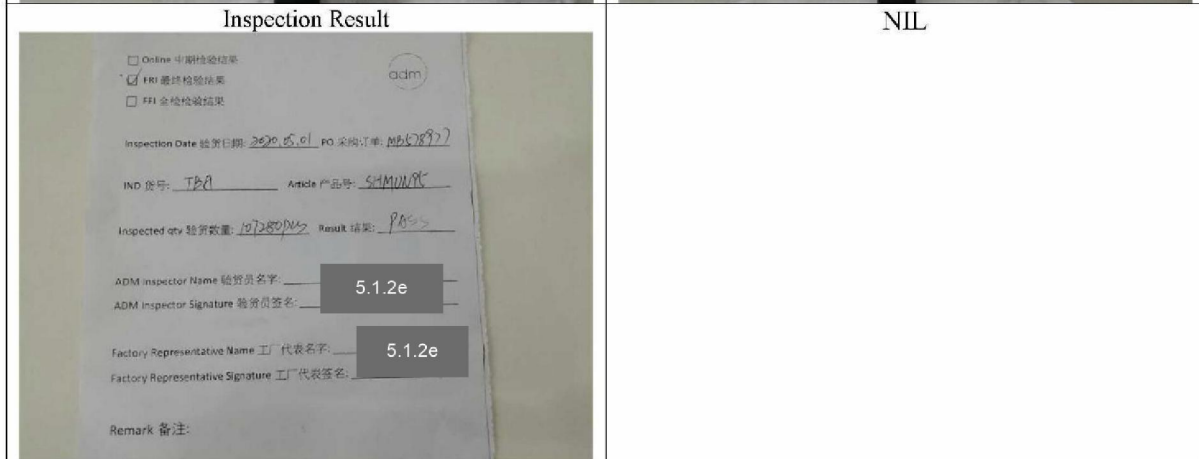 Inspection Result
NIL
Online 中期检验结果
adm
FRI 最终检验结果
FFI 全检检验结果
Inspection Date 验货日期: 2020.05.01 PO 采购订单: MB578977
IND 货号: TBA Article 产品号: SHMUNPE
Inspected qty 验货数量: 107280pcs Result 结果: PASS
ADM Inspector Name 验货员名字:
5.1.2e
ADM Inspector Signature 验货员签名:
Factory Representative Name 工厂代表名字:
5.1.2e
Factory Representative Signature 工厂代表签名:
Remark 备注: